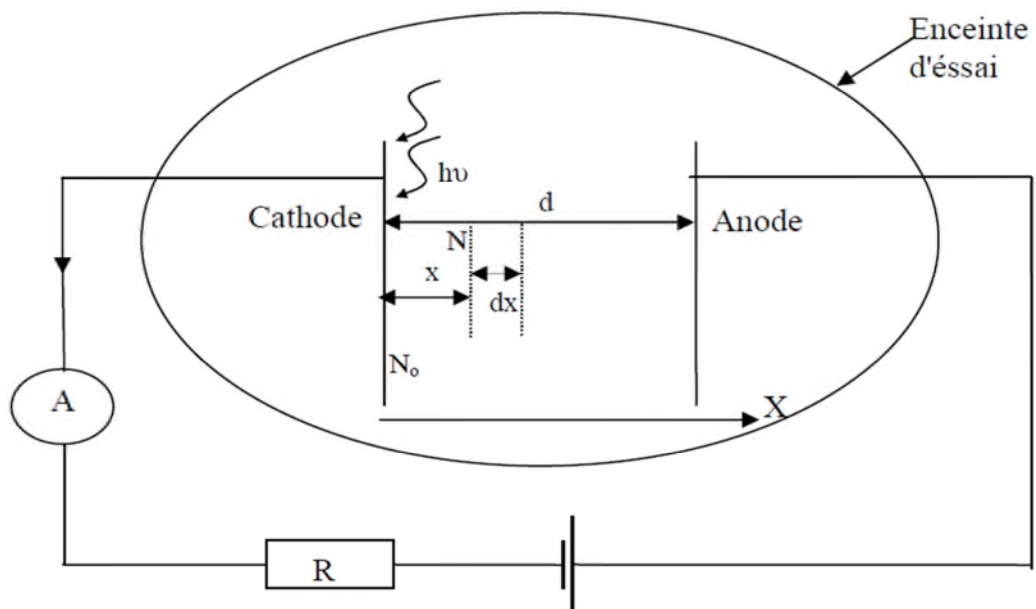 Enceinte
d'éssai
hυ
Cathode
d
Anode
N
x
dx
N₀
A
X
R